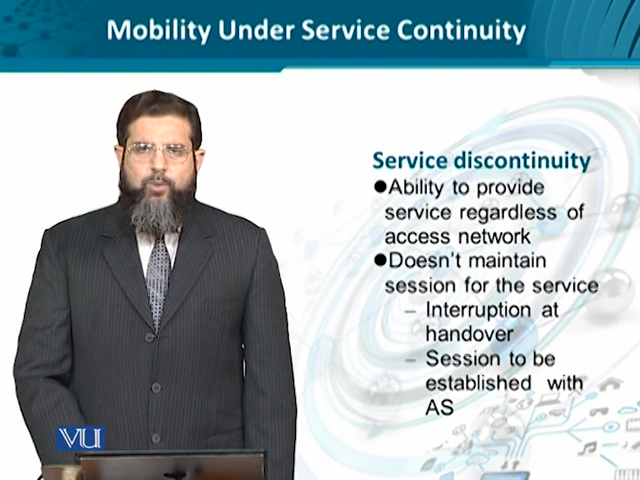 Mobility Under Service Continuity
Service discontinuity
●Ability to provide
service regardless of
access network
●Doesn't maintain
session for the service
– Interruption at
handover
– Session to be
established with
AS
VU